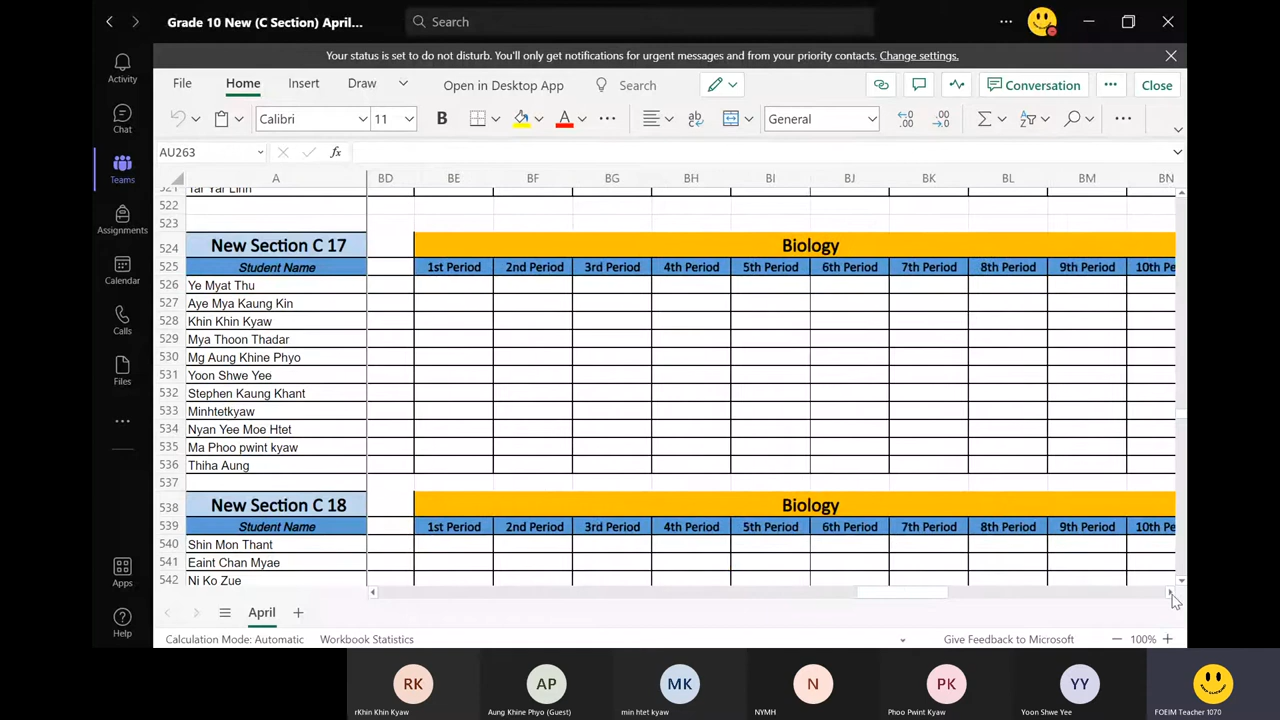 Grade 10 New (C Section) April...
Search
Your status is set to do not disturb. You'll only get notifications for urgent messages and from your priority contacts. Change settings.
Activity
Chat
Teams
Assignments
Calendar
Calls
Files
Apps
Help
File Home Insert Draw Open in Desktop App Search Conversation Close
Calibri 11 B A ab General
AU263 fx
A BD BE BF BG BH BI BJ BK BL BM BN
521 Tar Yar Linn
522
523
524 New Section C 17 Biology
525 Student Name 1st Period 2nd Period 3rd Period 4th Period 5th Period 6th Period 7th Period 8th Period 9th Period 10th Pe
526 Ye Myat Thu
527 Aye Mya Kaung Kin
528 Khin Khin Kyaw
529 Mya Thoon Thadar
530 Mg Aung Khine Phyo
531 Yoon Shwe Yee
532 Stephen Kaung Khant
533 Minhtetkyaw
534 Nyan Yee Moe Htet
535 Ma Phoo pwint kyaw
536 Thiha Aung
537
538 New Section C 18 Biology
539 Student Name 1st Period 2nd Period 3rd Period 4th Period 5th Period 6th Period 7th Period 8th Period 9th Period 10th Pe
540 Shin Mon Thant
541 Eaint Chan Myae
542 Ni Ko Zue
April
Calculation Mode: Automatic Workbook Statistics Give Feedback to Microsoft 100%
RK AP MK N PK YY
rKhin Khin Kyaw Aung Khine Phyo (Guest) min htet kyaw NYMH Phoo Pwint Kyaw Yoon Shwe Yee FOEIM Teacher 1070